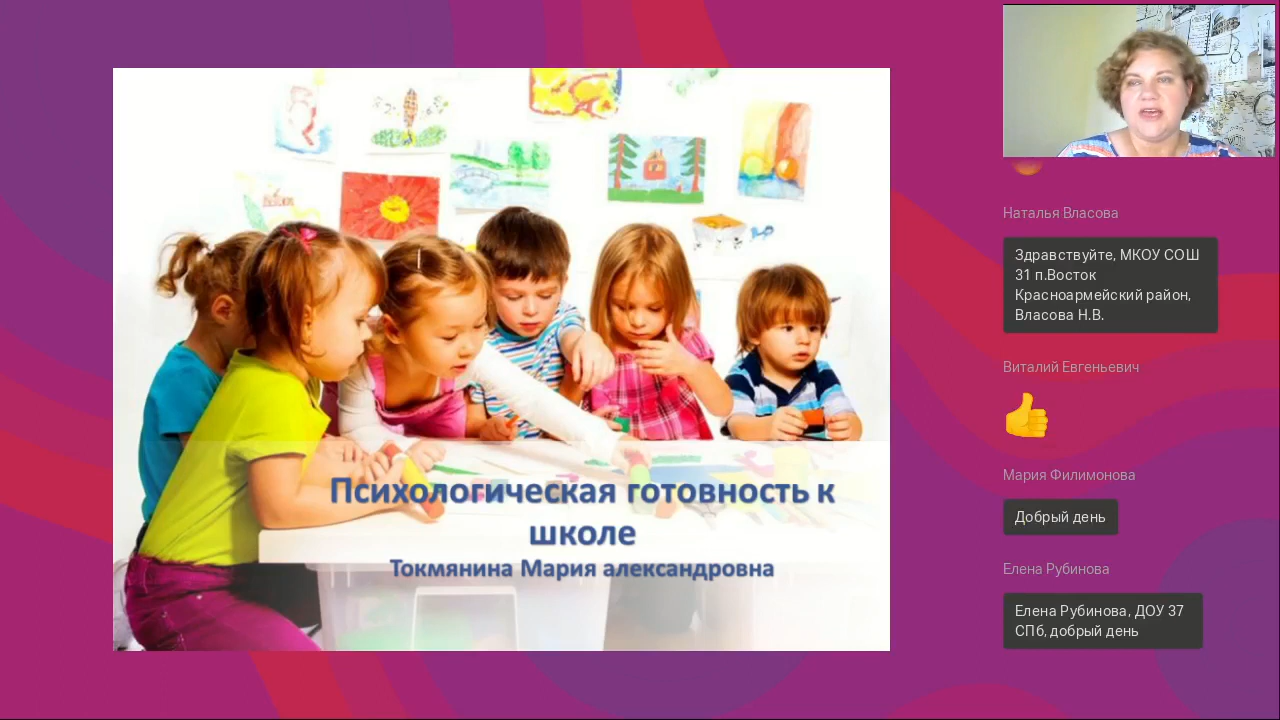 Психологическая готовность к
школе
Токмянина Мария александровна
Наталья Власова
Здравствуйте, МКОУ СОШ
31 п.Восток
Красноармейский район,
Власова Н.В.
Виталий Евгеньевич
Мария Филимонова
Добрый день
Елена Рубинова
Елена Рубинова, ДОУ 37
СПб, добрый день